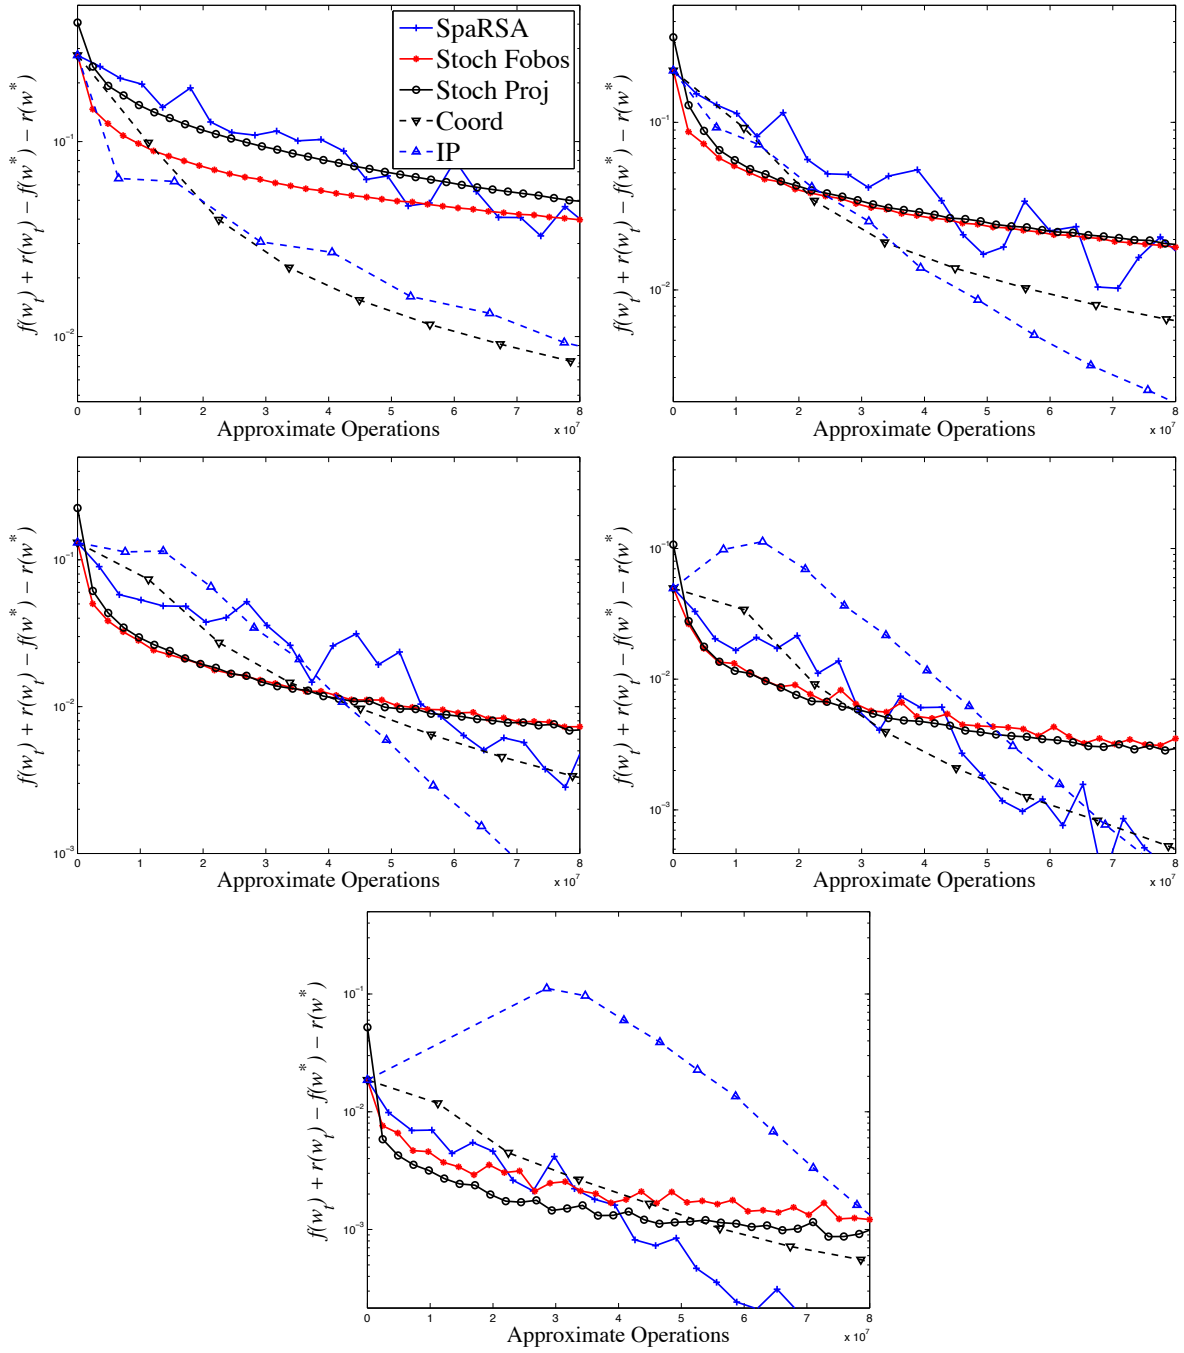 SpaRSA
Stoch Fobos
Stoch Proj
Coord
IP
f(w_t) + r(w_t) − f(w^*) − r(w^*)
10^-1
10^-2
0 1 2 3 4 5 6 7 8
x 10^7
Approximate Operations
f(w_t) + r(w_t) − f(w^*) − r(w^*)
10^-1
10^-2
0 1 2 3 4 5 6 7 8
x 10^7
Approximate Operations
f(w_t) + r(w_t) − f(w^*) − r(w^*)
10^-1
10^-2
10^-3
0 1 2 3 4 5 6 7 8
x 10^7
Approximate Operations
f(w_t) + r(w_t) − f(w^*) − r(w^*)
10^-1
10^-2
10^-3
0 1 2 3 4 5 6 7 8
x 10^7
Approximate Operations
f(w_t) + r(w_t) − f(w^*) − r(w^*)
10^-1
10^-2
10^-3
0 1 2 3 4 5 6 7 8
x 10^7
Approximate Operations